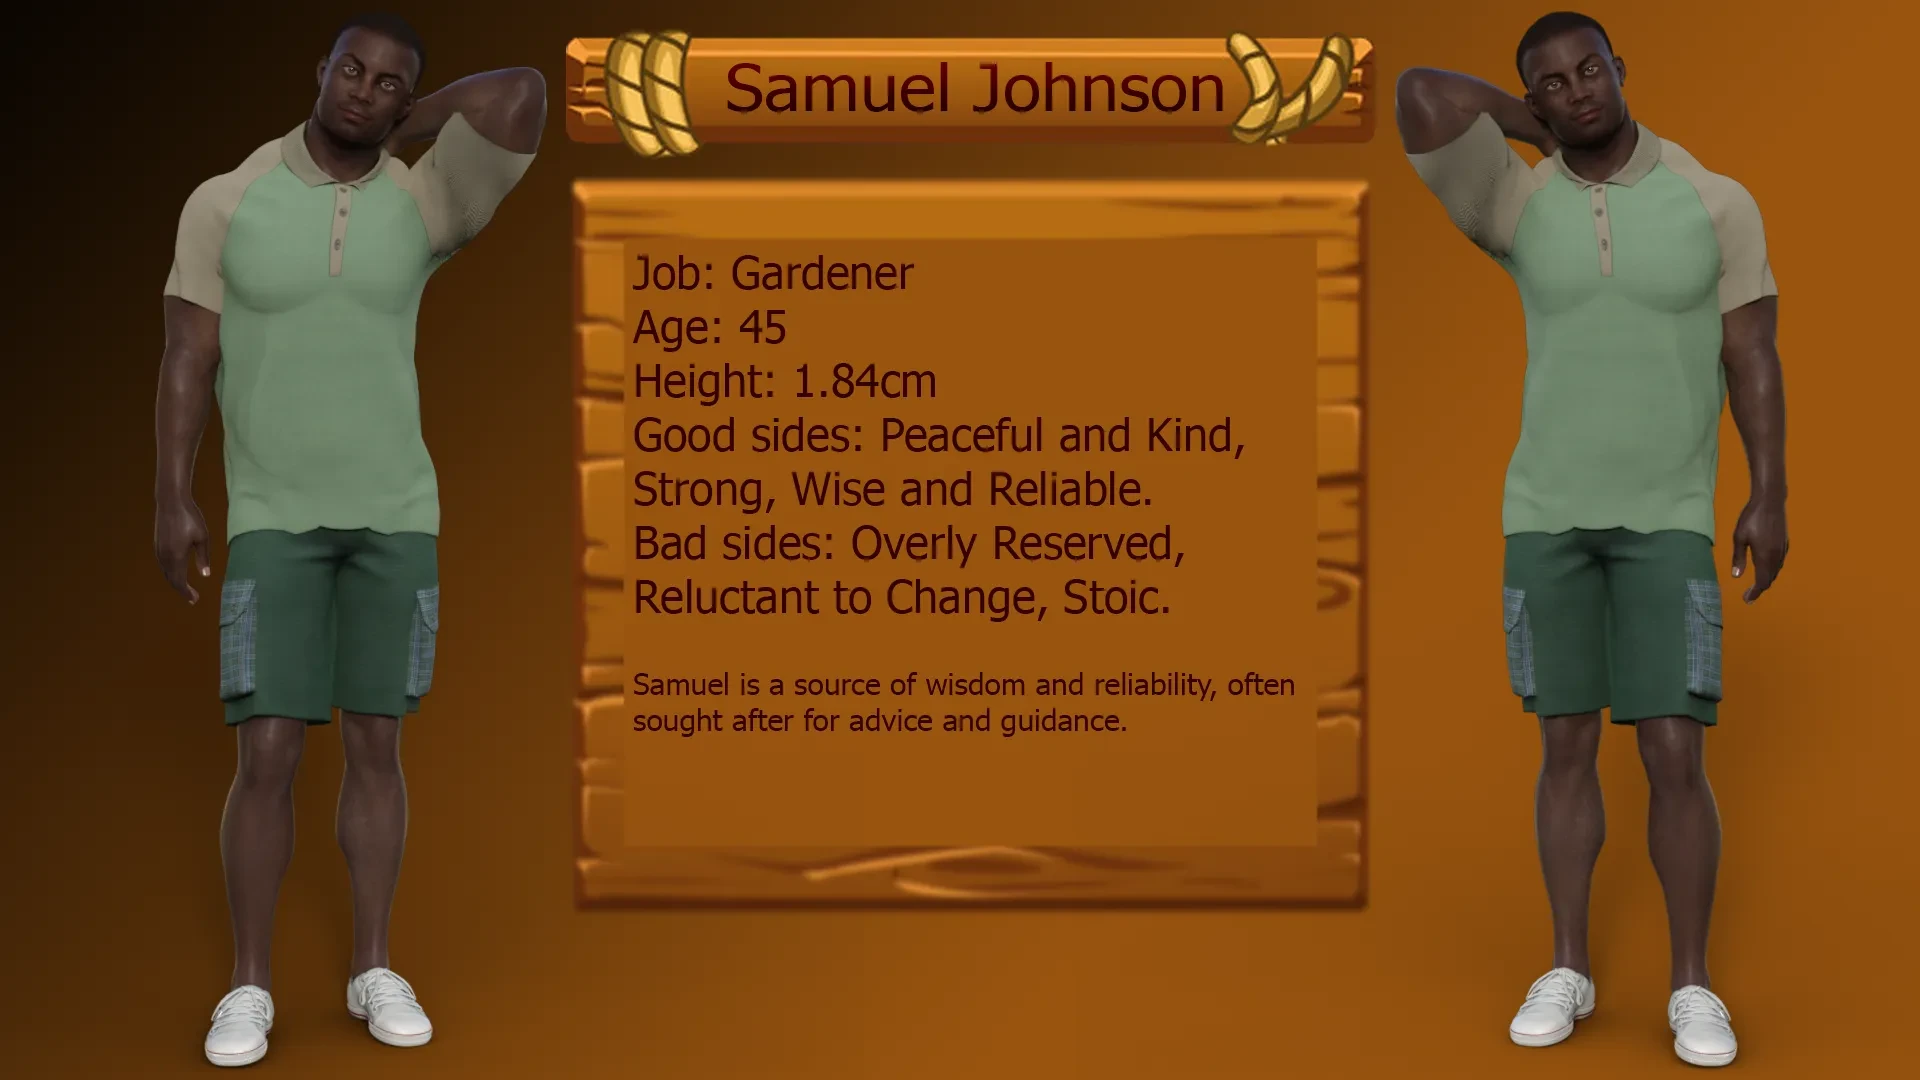 Samuel Johnson
Job: Gardener
Age: 45
Height: 1.84cm
Good sides: Peaceful and Kind,
Strong, Wise and Reliable.
Bad sides: Overly Reserved,
Reluctant to Change, Stoic.
Samuel is a source of wisdom and reliability, often
sought after for advice and guidance.